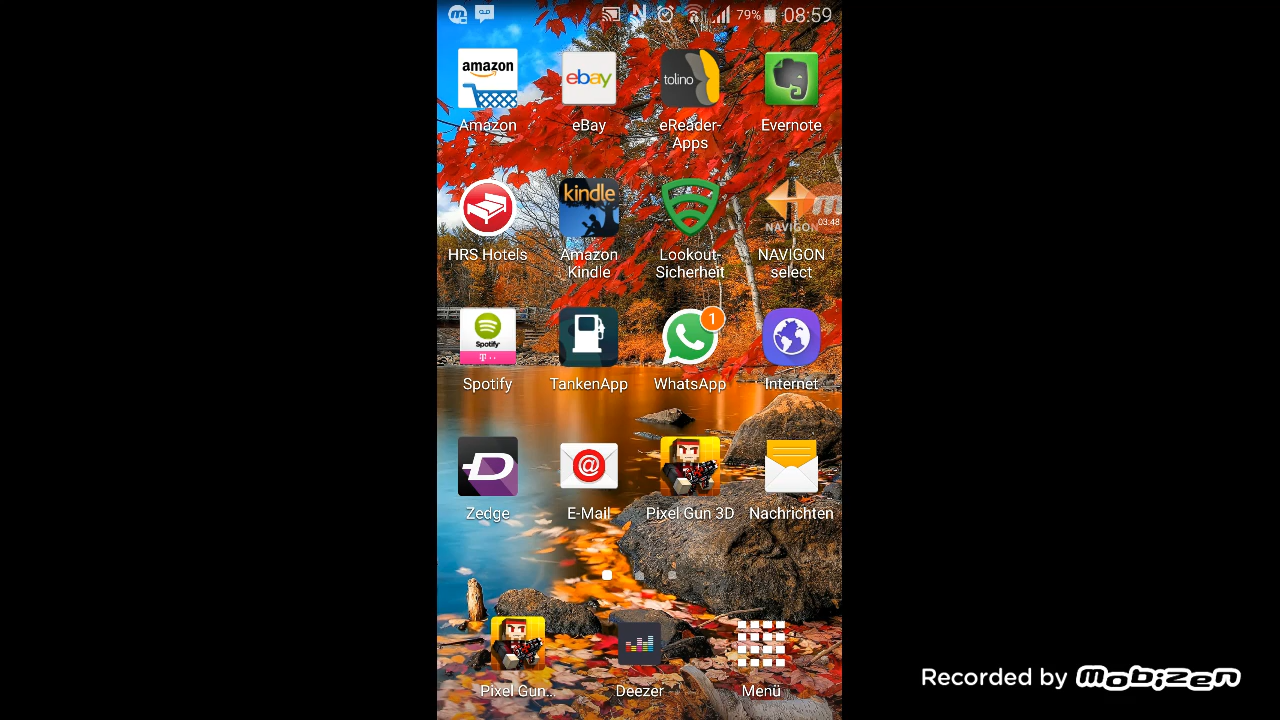 79% 08:59
amazon
ebay
tolino
Amazon
eBay
eReader-
Apps
Evernote
kindle
NAVIGON
m
03:48
HRS Hotels
Amazon
Kindle
Lookout-
Sicherheit
NAVIGON
select
Spotify
T
1
Spotify
TankenApp
WhatsApp
Internet
@
Zedge
E-Mail
Pixel Gun 3D
Nachrichten
Pixel Gun...
Deezer
Menü
Recorded by mobizen